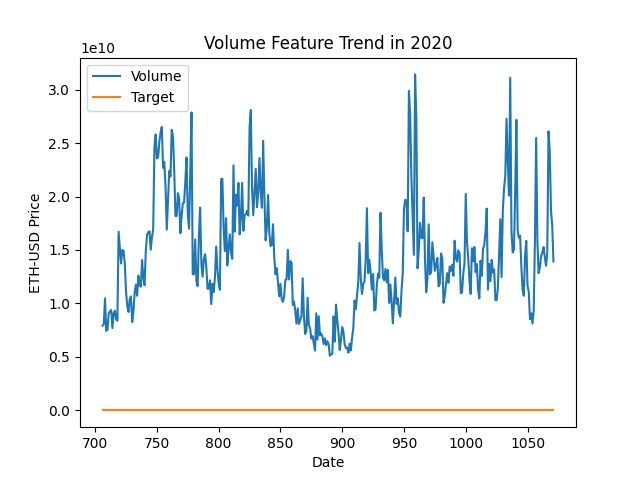 Volume Feature Trend in 2020
1e10
Volume
Target
3.0
2.5
2.0
1.5
1.0
0.5
0.0
ETH-USD Price
700 750 800 850 900 950 1000 1050
Date